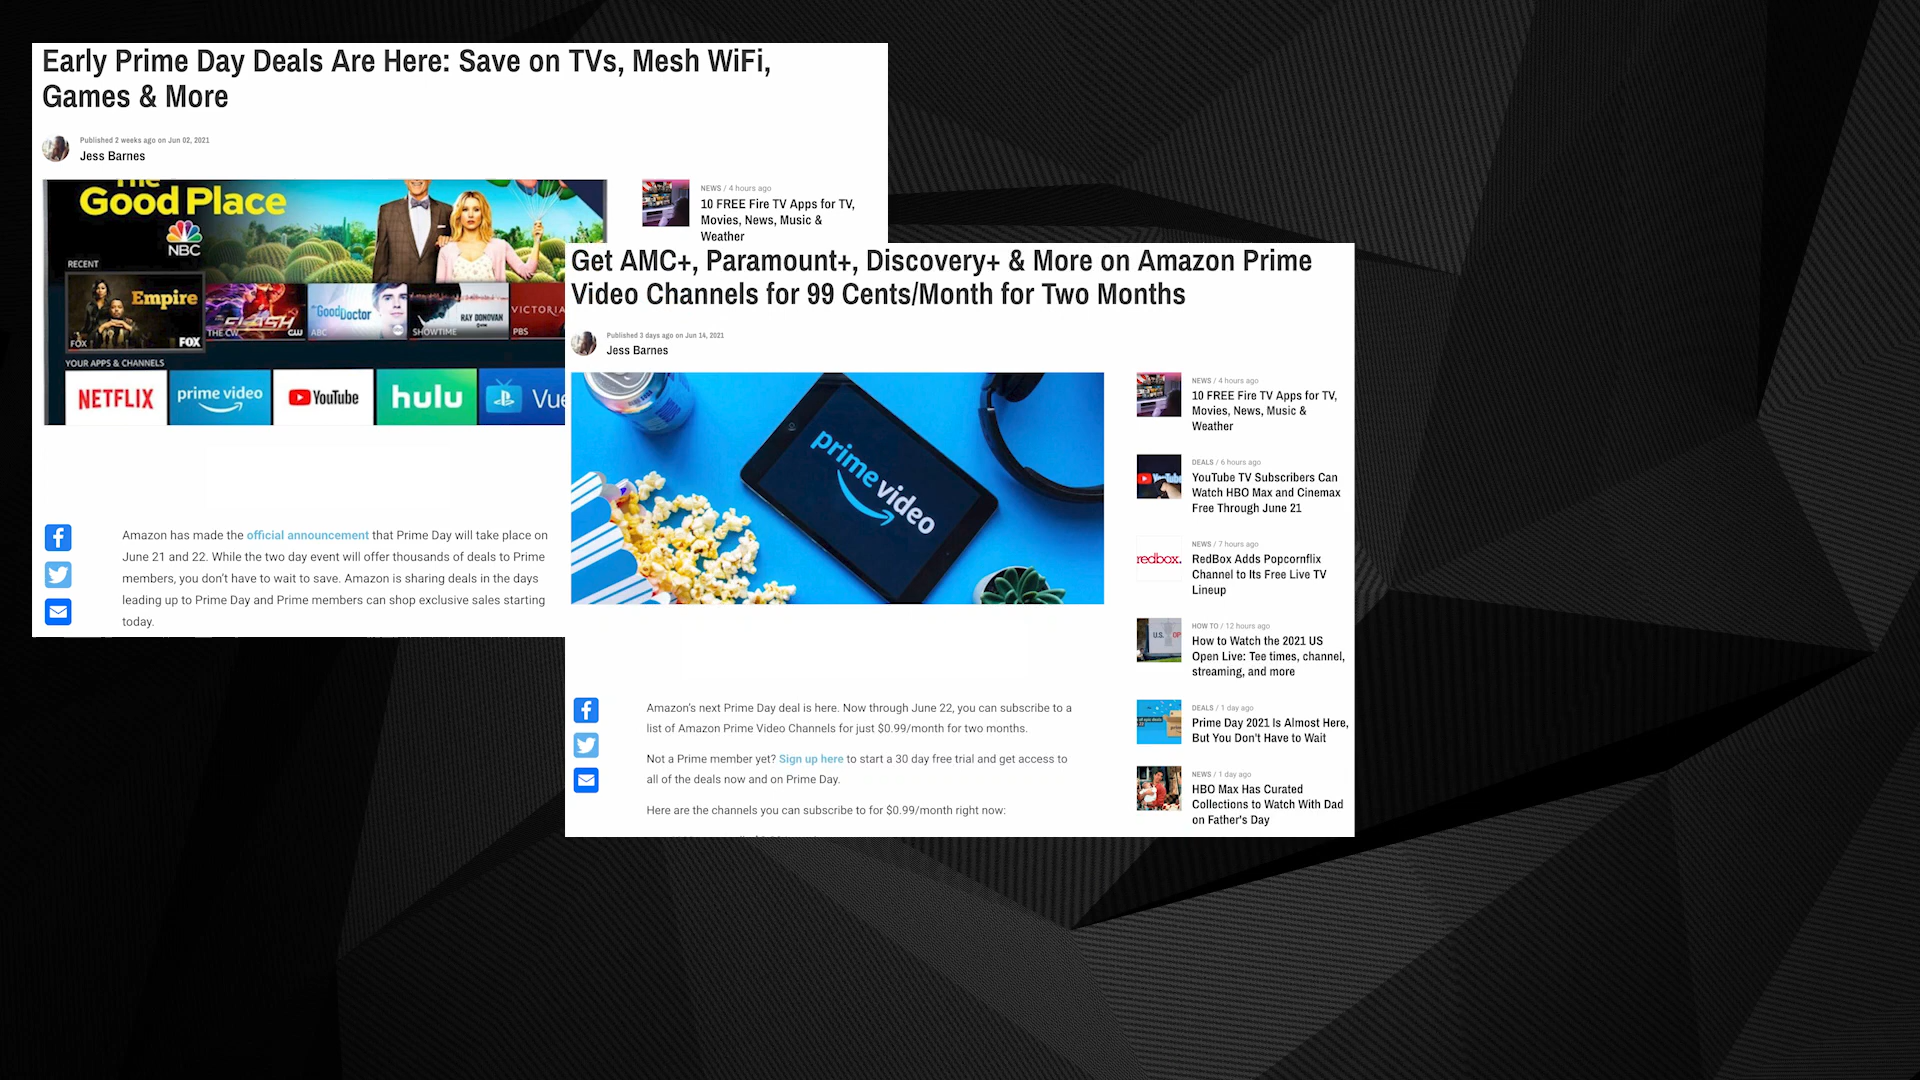 Early Prime Day Deals Are Here: Save on TVs, Mesh WiFi,
Games & More
Published 2 weeks ago on Jun 02, 2021
Jess Barnes
The
Good Place
NBC
RECENT
Empire
FOX
FOX
THE FLASH
THE CW
CW
the GoodDoctor
ABC
abc
RAY DONOVAN
SHOWTIME
VICTORIA
PBS
YOUR APPS & CHANNELS
NETFLIX
prime video
YouTube
hulu
Vue
NEWS / 4 hours ago
10 FREE Fire TV Apps for TV,
Movies, News, Music &
Weather
Amazon has made the official announcement that Prime Day will take place on
June 21 and 22. While the two day event will offer thousands of deals to Prime
members, you don't have to wait to save. Amazon is sharing deals in the days
leading up to Prime Day and Prime members can shop exclusive sales starting
today.
Get AMC+, Paramount+, Discovery+ & More on Amazon Prime
Video Channels for 99 Cents/Month for Two Months
Published 3 days ago on Jun 14, 2021
Jess Barnes
prime video
Amazon's next Prime Day deal is here. Now through June 22, you can subscribe to a
list of Amazon Prime Video Channels for just $0.99/month for two months.
Not a Prime member yet? Sign up here to start a 30 day free trial and get access to
all of the deals now and on Prime Day.
Here are the channels you can subscribe to for $0.99/month right now:
NEWS / 4 hours ago
10 FREE Fire TV Apps for TV,
Movies, News, Music &
Weather
DEALS / 6 hours ago
YouTube TV Subscribers Can
Watch HBO Max and Cinemax
Free Through June 21
NEWS / 7 hours ago
redbox.
RedBox Adds Popcornflix
Channel to Its Free Live TV
Lineup
HOW TO / 12 hours ago
U.S. OP
How to Watch the 2021 US
Open Live: Tee times, channel,
streaming, and more
DEALS / 1 day ago
Prime Day 2021 Is Almost Here,
But You Don't Have to Wait
NEWS / 1 day ago
HBO Max Has Curated
Collections to Watch With Dad
on Father's Day